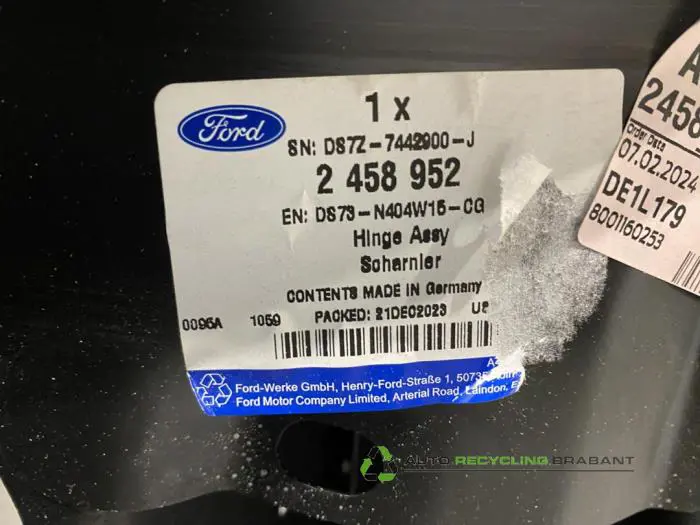 Ford
1 x
SN: DS7Z-7442900-J
2 458 952
EN: DS73-N404W15-CG
Hinge Assy
Scharnier
CONTENTS MADE IN Germany
PACKED: 21DEC2023
0095A 1059
Ford-Werke GmbH, Henry-Ford-Straße 1, 50735
Ford Motor Company Limited, Arterial Road, Laindon,
2458
Order Date
07.02.2024
DE1L179
8001160253
AUTO.RECYCLING.BRABANT